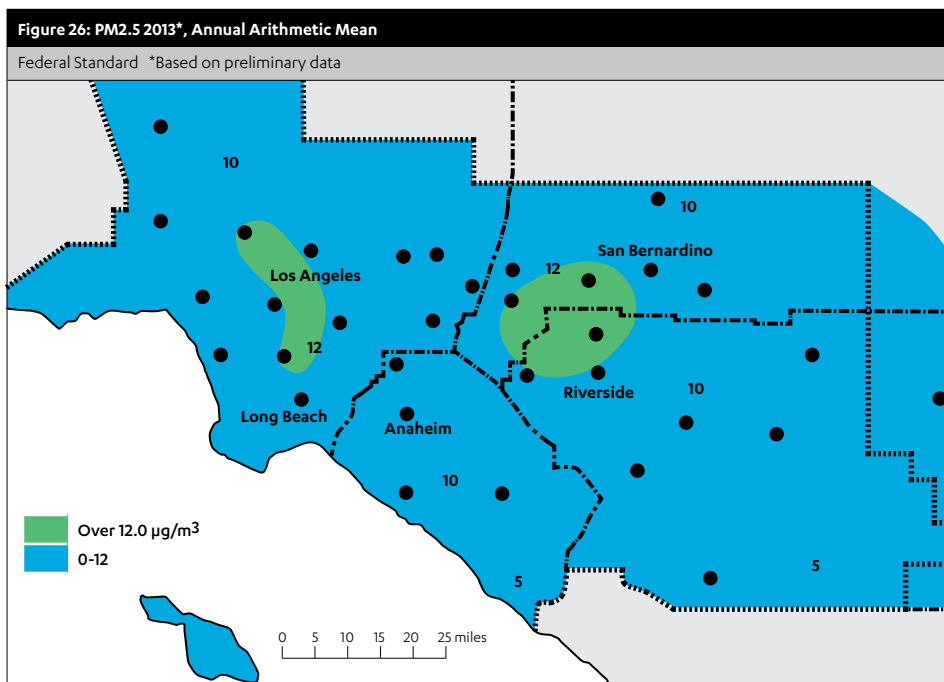 Figure 26: PM2.5 2013*, Annual Arithmetic Mean
Federal Standard *Based on preliminary data
10
10
San Bernardino
12
Los Angeles
12
10
Riverside
Long Beach
Anaheim
10
Over 12.0 µg/m3
0-12
5
5
0 5 10 15 20 25 miles